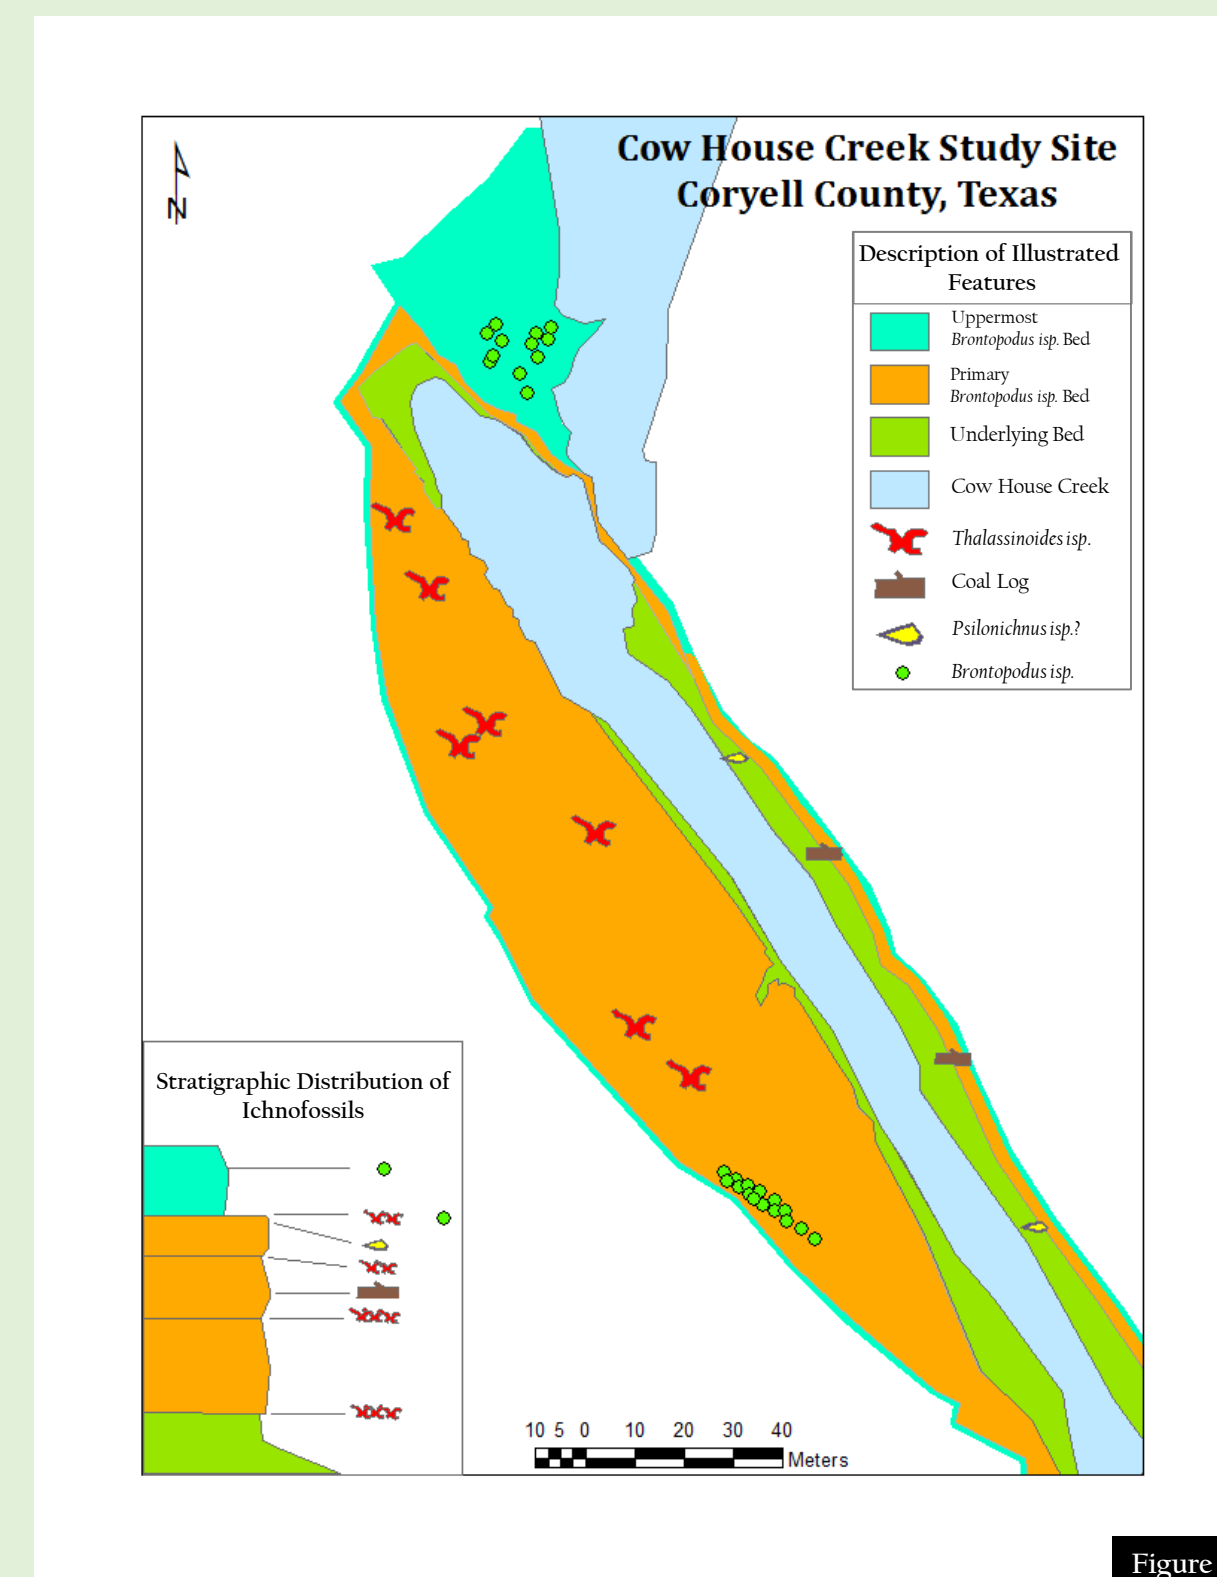 Cow House Creek Study Site
Coryell County, Texas
N
Description of Illustrated
Features
Uppermost
Brontopodus isp. Bed
Primary
Brontopodus isp. Bed
Underlying Bed
Cow House Creek
Thalassinoides isp.
Coal Log
Psilonichnus isp.?
Brontopodus isp.
Stratigraphic Distribution of
Ichnofossils
10 5 0 10 20 30 40
Meters
Figure